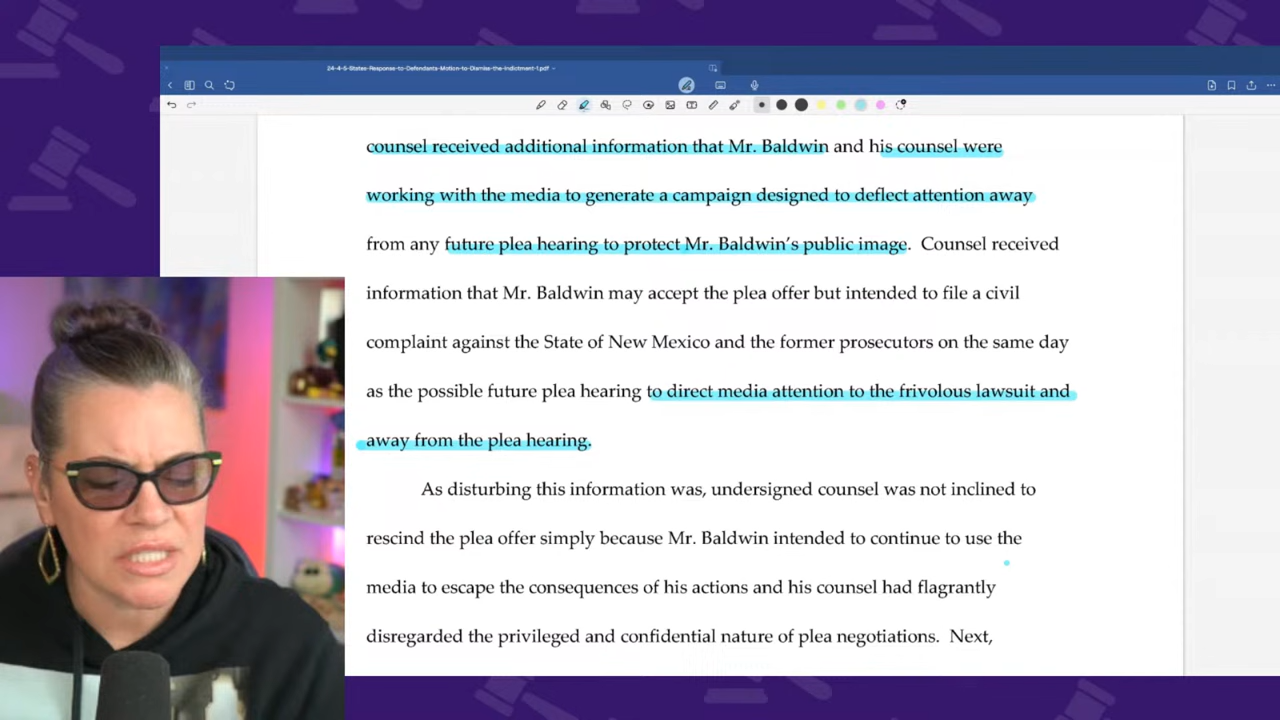 24-4-5-States-Response-to-Defendants-Motion-to-Dismiss-the-Indictment-1.pdf
counsel received additional information that Mr. Baldwin and his counsel were
working with the media to generate a campaign designed to deflect attention away
from any future plea hearing to protect Mr. Baldwin's public image. Counsel received
information that Mr. Baldwin may accept the plea offer but intended to file a civil
complaint against the State of New Mexico and the former prosecutors on the same day
as the possible future plea hearing to direct media attention to the frivolous lawsuit and
away from the plea hearing.
As disturbing this information was, undersigned counsel was not inclined to
rescind the plea offer simply because Mr. Baldwin intended to continue to use the
media to escape the consequences of his actions and his counsel had flagrantly
disregarded the privileged and confidential nature of plea negotiations. Next,